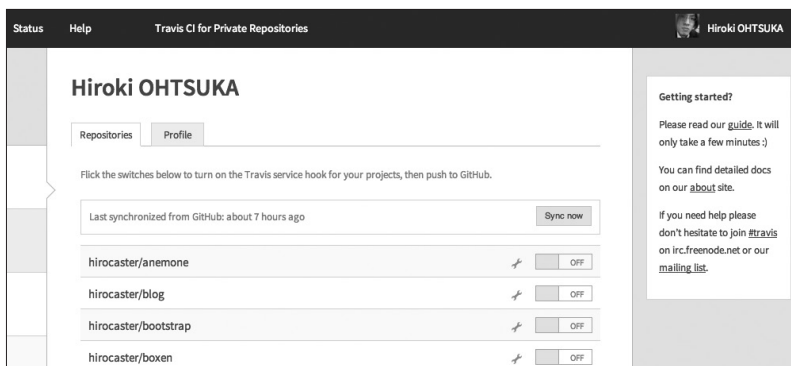 Status Help Travis CI for Private Repositories Hiroki OHTSUKA
Hiroki OHTSUKA
Repositories Profile
Flick the switches below to turn on the Travis service hook for your projects, then push to GitHub.
Last synchronized from GitHub: about 7 hours ago Sync now
hirocaster/anemone OFF
hirocaster/blog OFF
hirocaster/bootstrap OFF
hirocaster/boxen OFF
Getting started?
Please read our guide. It will
only take a few minutes :)
You can find detailed docs
on our about site.
If you need help please
don't hesitate to join #travis
on irc.freenode.net or our
mailing list.